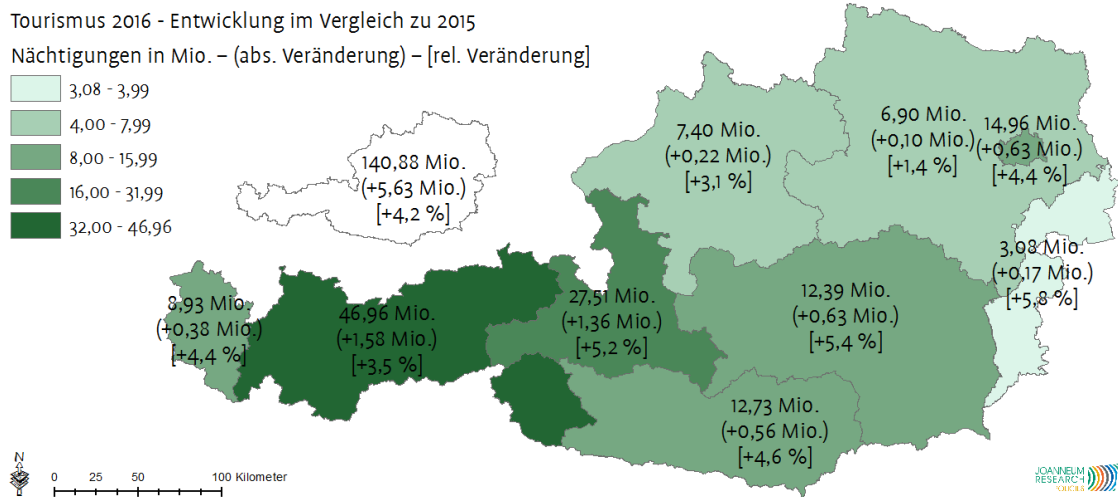 Tourismus 2016 - Entwicklung im Vergleich zu 2015
Nächtigungen in Mio. – (abs. Veränderung) – [rel. Veränderung]
3,08 - 3,99
4,00 - 7,99
8,00 - 15,99
16,00 - 31,99
32,00 - 46,96
140,88 Mio.
(+5,63 Mio.)
[+4,2 %]
7,40 Mio.
(+0,22 Mio.)
[+3,1 %]
6,90 Mio.
(+0,10 Mio.)
[+1,4 %]
14,96 Mio.
(+0,63 Mio.)
[+4,4 %]
3,08 Mio.
(+0,17 Mio.)
[+5,8 %]
8,93 Mio.
(+0,38 Mio.)
[+4,4 %]
46,96 Mio.
(+1,58 Mio.)
[+3,5 %]
27,51 Mio.
(+1,36 Mio.)
[+5,2 %]
12,39 Mio.
(+0,63 Mio.)
[+5,4 %]
12,73 Mio.
(+0,56 Mio.)
[+4,6 %]
N
0 25 50 100 Kilometer
JOANNEUM
RESEARCH
POLICIES